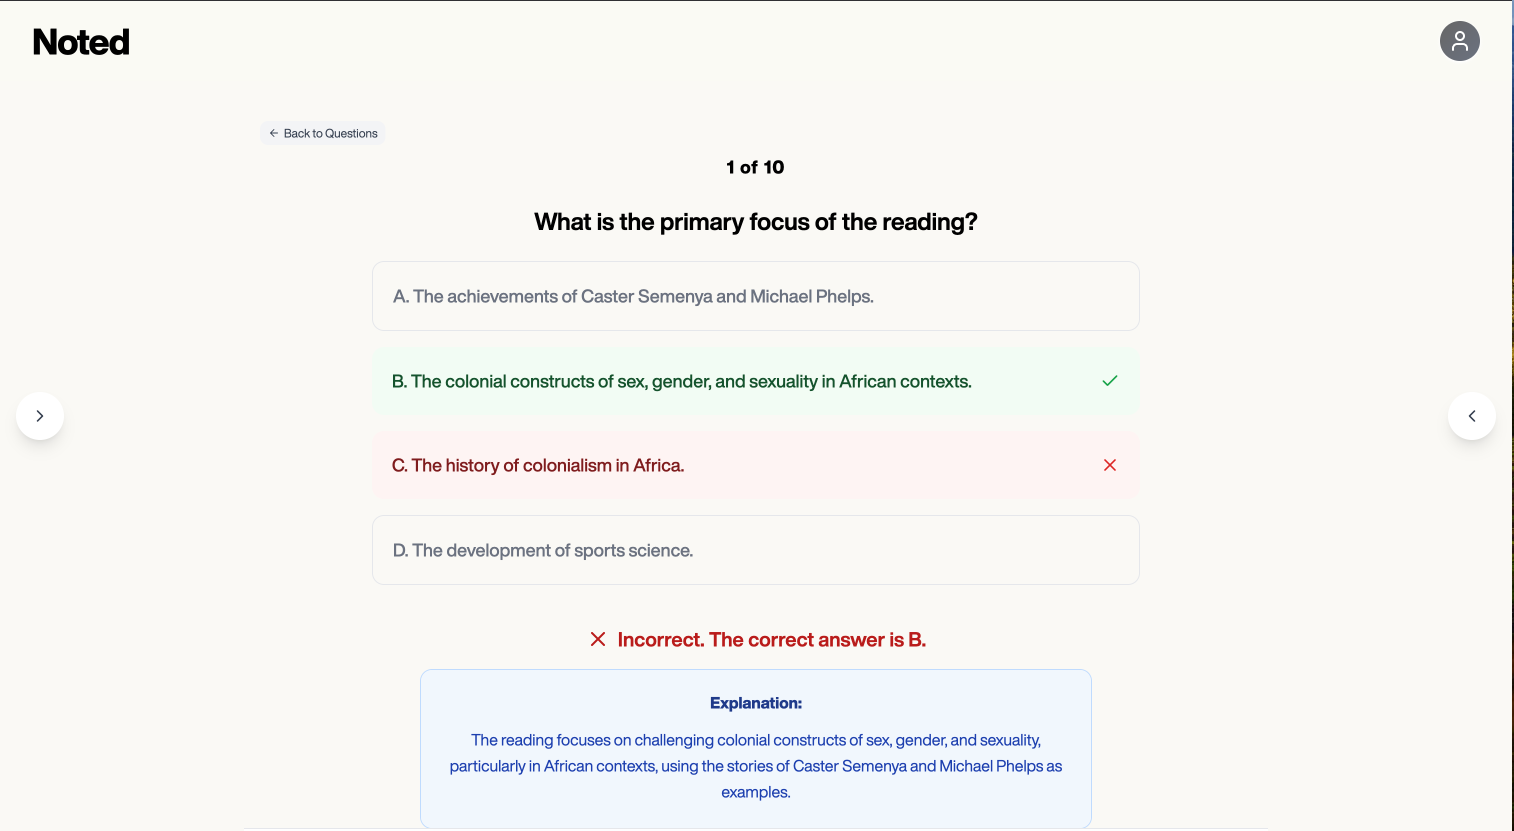 Noted
← Back to Questions
1 of 10
What is the primary focus of the reading?
A. The achievements of Caster Semenya and Michael Phelps.
B. The colonial constructs of sex, gender, and sexuality in African contexts.
C. The history of colonialism in Africa.
D. The development of sports science.
Incorrect. The correct answer is B.
Explanation:
The reading focuses on challenging colonial constructs of sex, gender, and sexuality,
particularly in African contexts, using the stories of Caster Semenya and Michael Phelps as
examples.